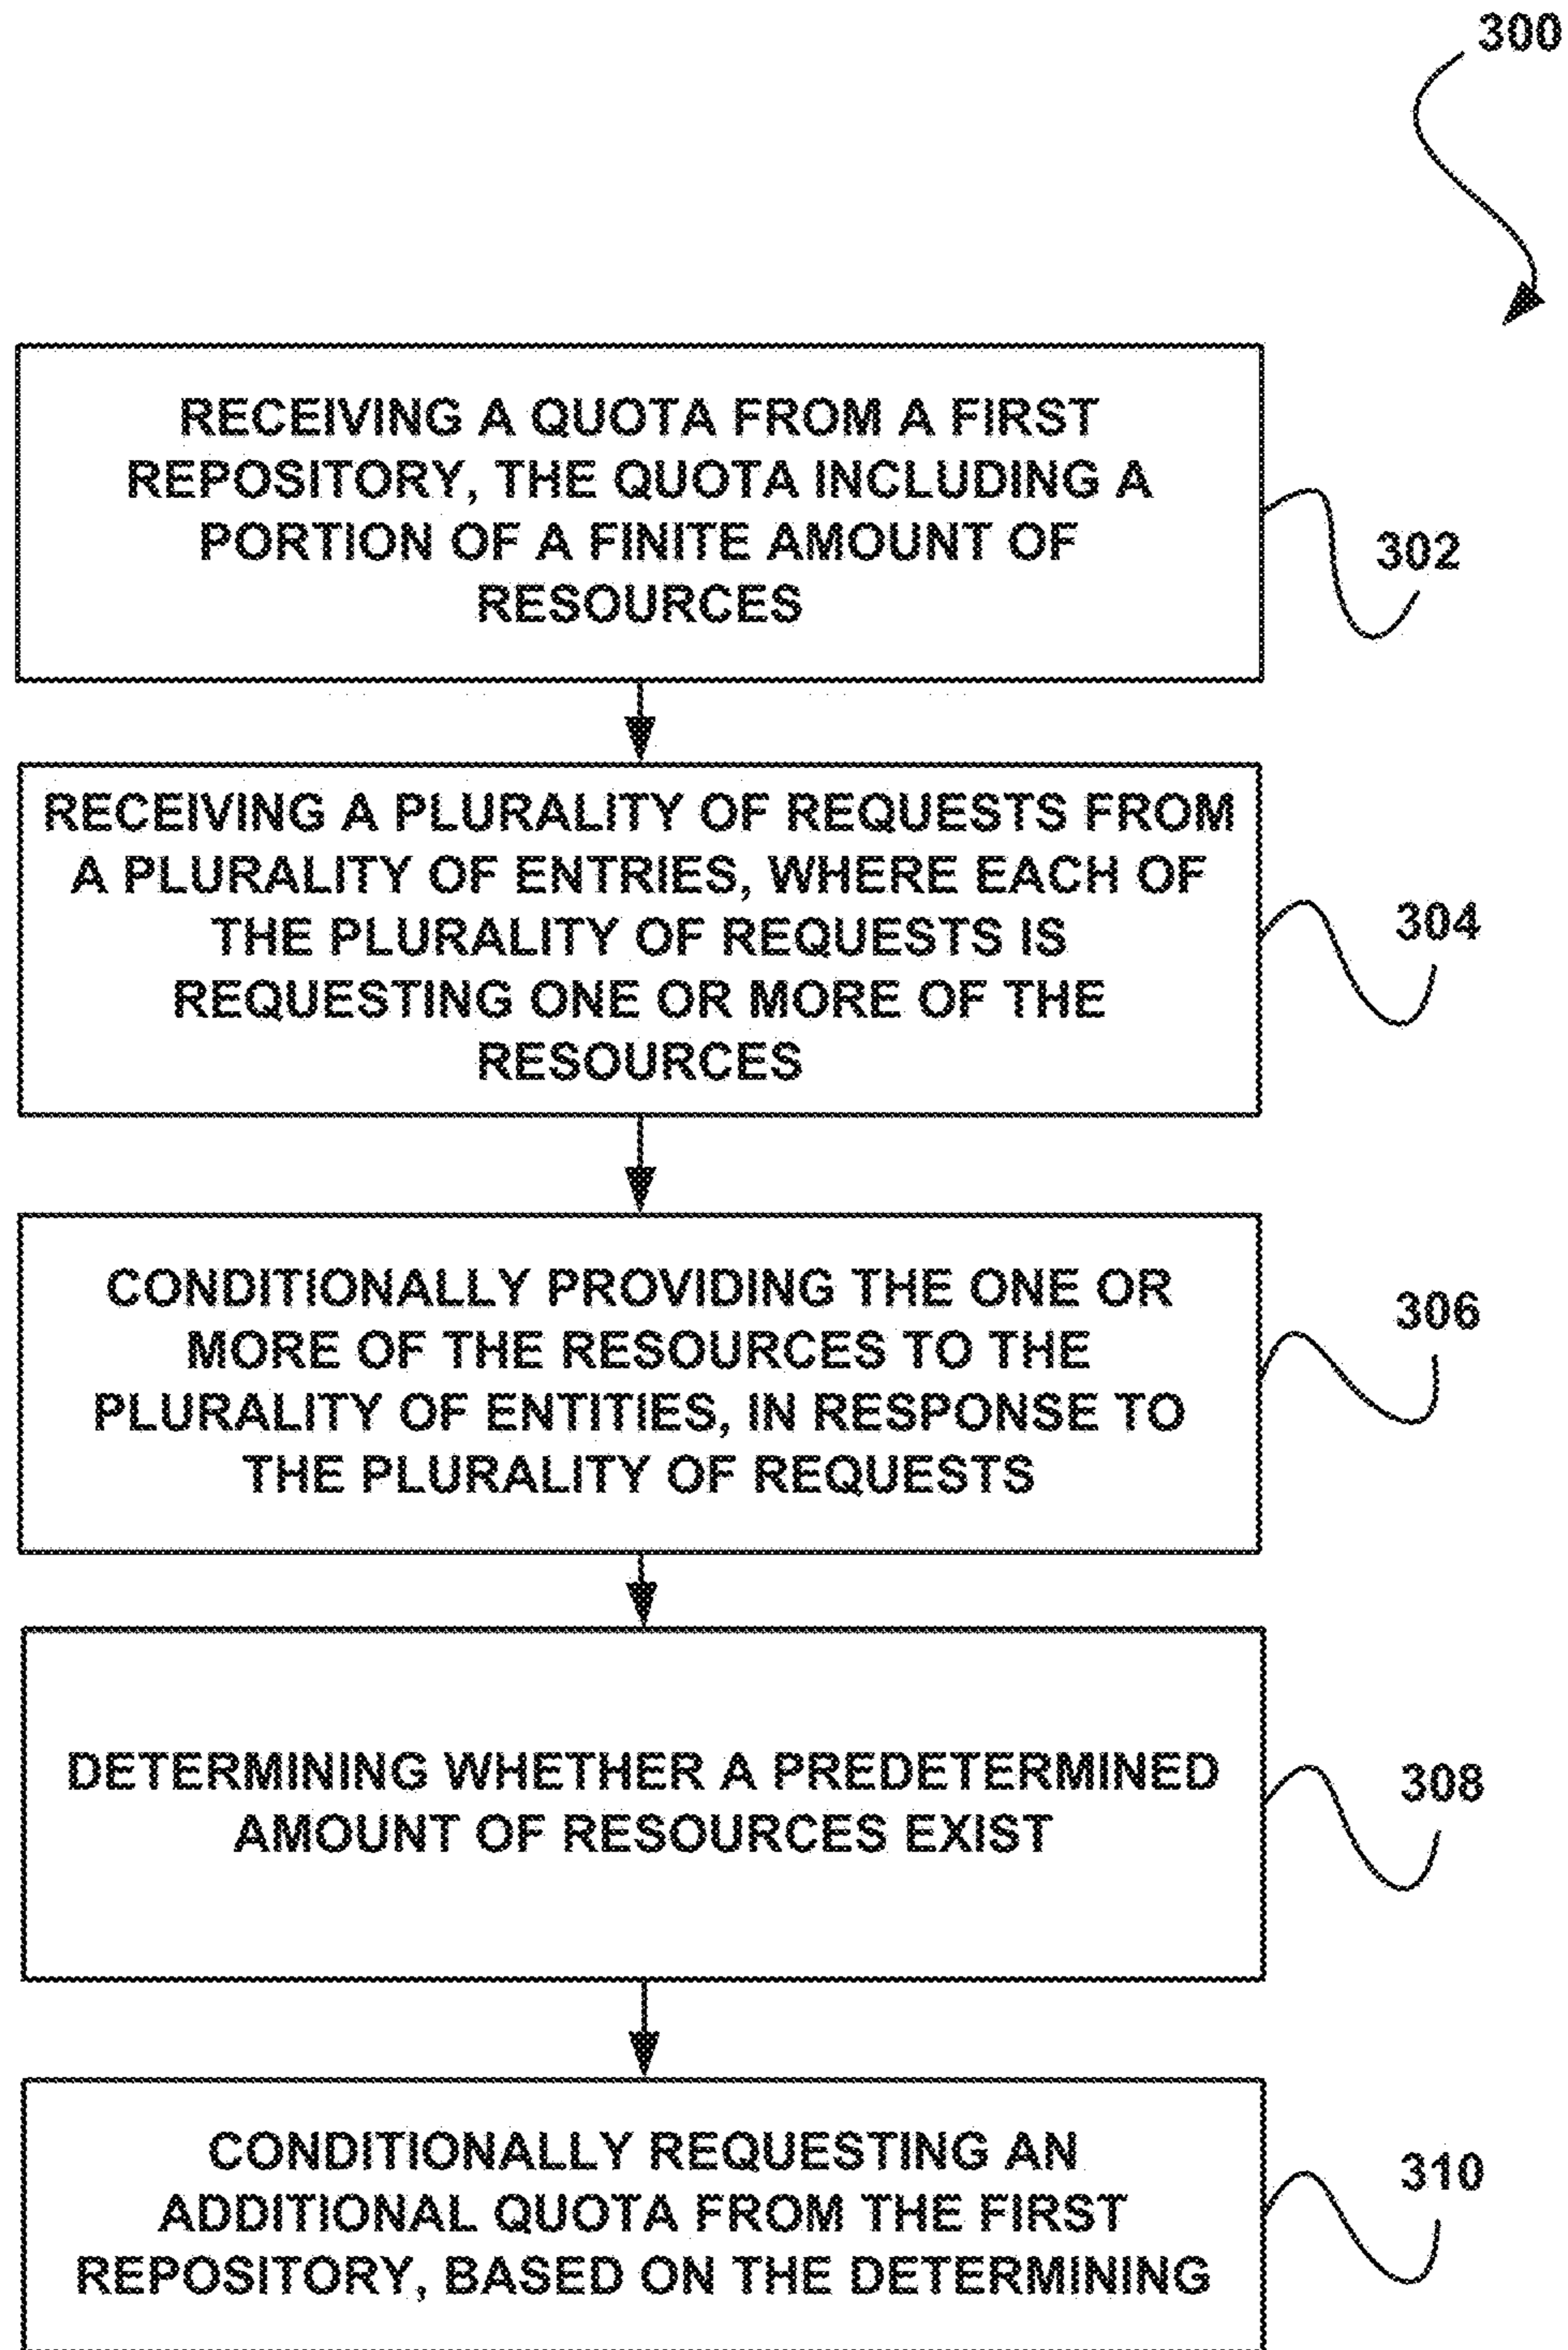 300
RECEIVING A QUOTA FROM A FIRST
REPOSITORY, THE QUOTA INCLUDING A
PORTION OF A FINITE AMOUNT OF
RESOURCES
302
RECEIVING A PLURALITY OF REQUESTS FROM
A PLURALITY OF ENTRIES, WHERE EACH OF
THE PLURALITY OF REQUESTS IS
REQUESTING ONE OR MORE OF THE
RESOURCES
304
CONDITIONALLY PROVIDING THE ONE OR
MORE OF THE RESOURCES TO THE
PLURALITY OF ENTITIES, IN RESPONSE TO
THE PLURALITY OF REQUESTS
306
DETERMINING WHETHER A PREDETERMINED
AMOUNT OF RESOURCES EXIST
308
CONDITIONALLY REQUESTING AN
ADDITIONAL QUOTA FROM THE FIRST
REPOSITORY, BASED ON THE DETERMINING
310